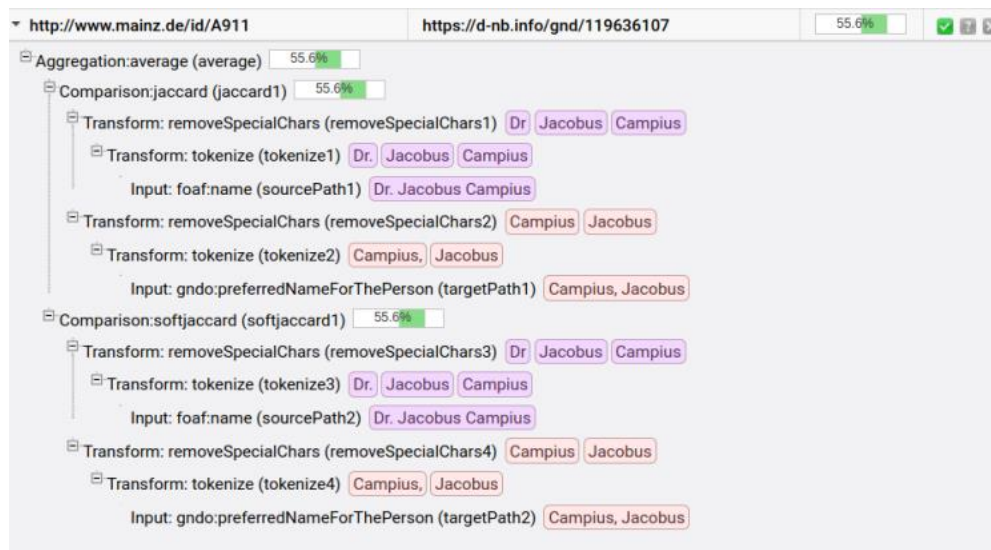 http://www.mainz.de/id/A911 https://d-nb.info/gnd/119636107 55.6%
Aggregation:average (average) 55.6%
Comparison:jaccard (jaccard1) 55.6%
Transform: removeSpecialChars (removeSpecialChars1) Dr Jacobus Campius
Transform: tokenize (tokenize1) Dr. Jacobus Campius
Input: foaf:name (sourcePath1) Dr. Jacobus Campius
Transform: removeSpecialChars (removeSpecialChars2) Campius Jacobus
Transform: tokenize (tokenize2) Campius, Jacobus
Input: gndo:preferredNameForThePerson (targetPath1) Campius, Jacobus
Comparison:softjaccard (softjaccard1) 55.6%
Transform: removeSpecialChars (removeSpecialChars3) Dr Jacobus Campius
Transform: tokenize (tokenize3) Dr. Jacobus Campius
Input: foaf:name (sourcePath2) Dr. Jacobus Campius
Transform: removeSpecialChars (removeSpecialChars4) Campius Jacobus
Transform: tokenize (tokenize4) Campius, Jacobus
Input: gndo:preferredNameForThePerson (targetPath2) Campius, Jacobus